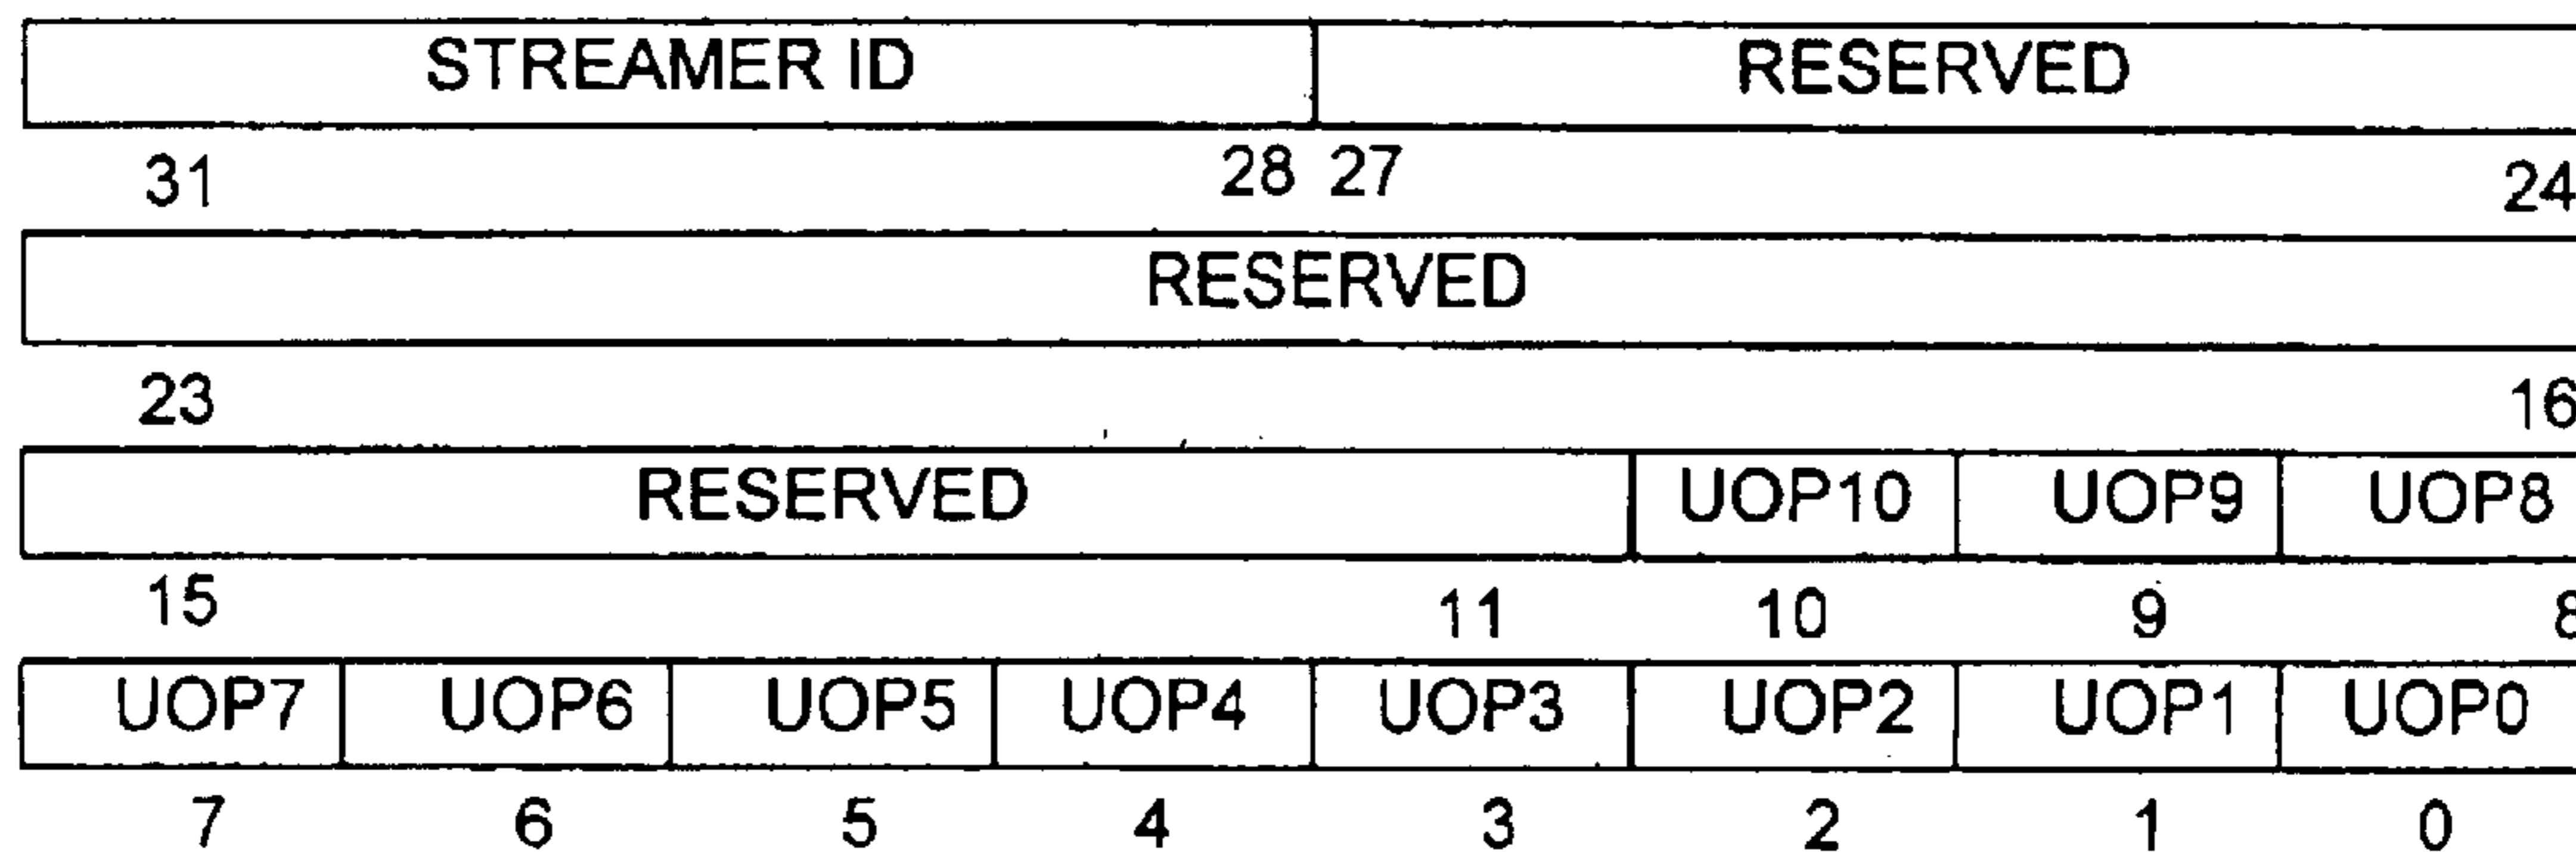 STREAMER ID RESERVED
31 28 27 24
RESERVED
23 16
RESERVED UOP10 UOP9 UOP8
15 11 10 9 8
UOP7 UOP6 UOP5 UOP4 UOP3 UOP2 UOP1 UOP0
7 6 5 4 3 2 1 0